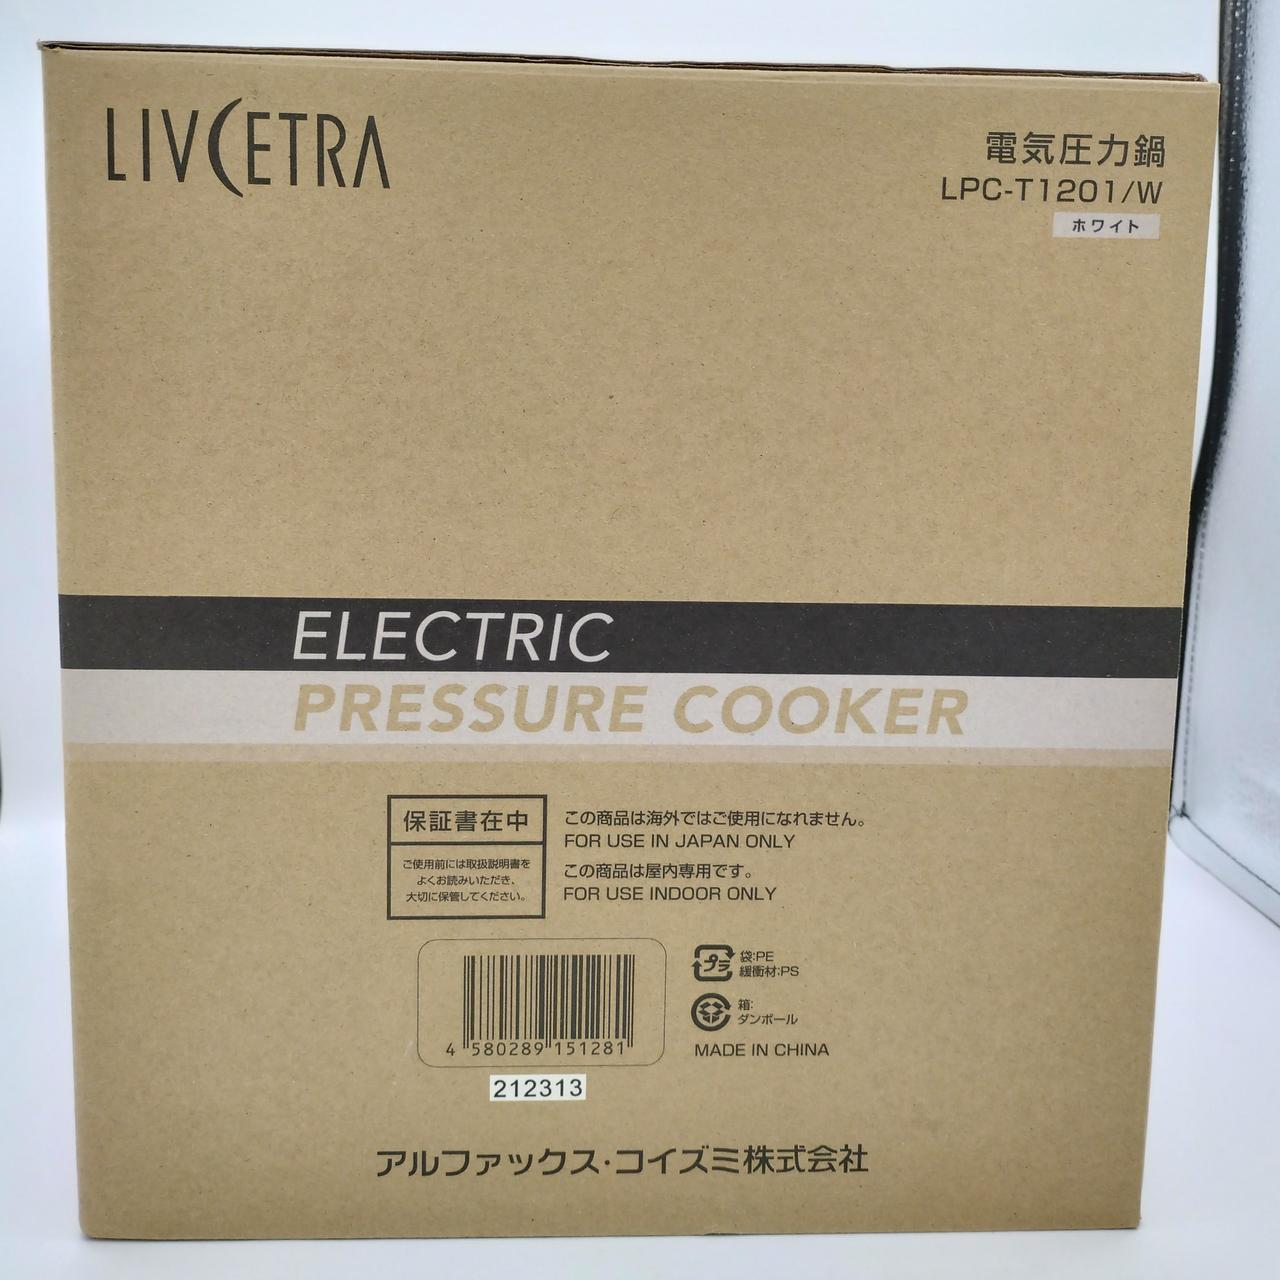 LIVCETRA
電気圧力鍋
LPC-T1201/W
ホワイト
ELECTRIC
PRESSURE COOKER
保証書在中
ご使用前には取扱説明書を
よくお読みいただき、
大切に保管してください。
この商品は海外ではご使用になれません。
FOR USE IN JAPAN ONLY
この商品は屋内専用です。
FOR USE INDOOR ONLY
プラ
袋:PE
緩衝材:PS
箱:
ダンボール
4 580289 151281
MADE IN CHINA
212313
アルファックス・コイズミ株式会社